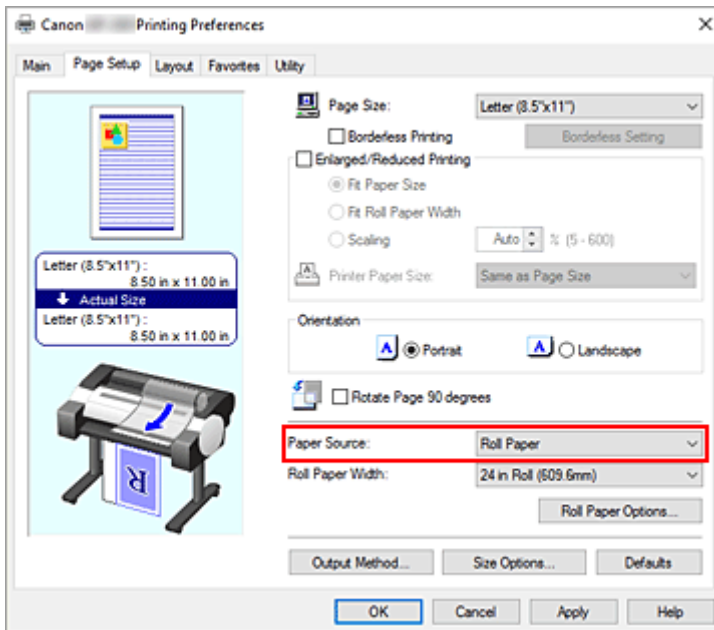 Canon Printing Preferences
Main Page Setup Layout Favorites Utility
Page Size: Letter (8.5"x11")
Borderless Printing Borderless Setting
Enlarged/Reduced Printing
Fit Paper Size
Fit Roll Paper Width
Scaling Auto % (5 - 600)
Printer Paper Size: Same as Page Size
Letter (8.5"x11") :
8.50 in x 11.00 in
Actual Size
Letter (8.5"x11") :
8.50 in x 11.00 in
Orientation
A Portrait A Landscape
Rotate Page 90 degrees
Paper Source: Roll Paper
Roll Paper Width: 24 in Roll (609.6mm)
Roll Paper Options...
R
Output Method... Size Options... Defaults
OK Cancel Apply Help